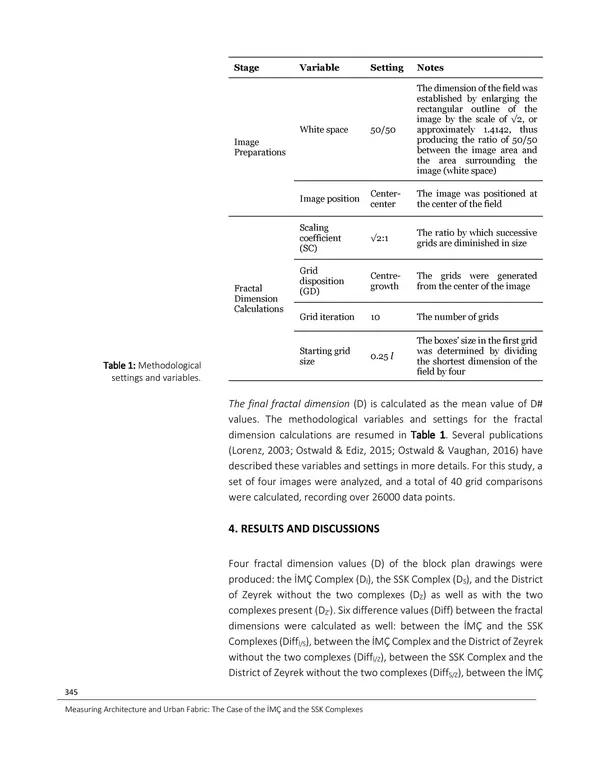 Stage Variable Setting Notes
Image
Preparations
White space 50/50
The dimension of the field was
established by enlarging the
rectangular outline of the
image by the scale of √2, or
approximately 1.4142, thus
producing the ratio of 50/50
between the image area and
the area surrounding the
image (white space)
Image position
Center-
center
The image was positioned at
the center of the field
Fractal
Dimension
Calculations
Scaling
coefficient
(SC)
√2:1
The ratio by which successive
grids are diminished in size
Grid
disposition
(GD)
Centre-
growth
The grids were generated
from the center of the image
Grid iteration 10 The number of grids
Starting grid
size
0.25 l
The boxes' size in the first grid
was determined by dividing
the shortest dimension of the
field by four
Table 1: Methodological
settings and variables.
The final fractal dimension (D) is calculated as the mean value of D#
values. The methodological variables and settings for the fractal
dimension calculations are resumed in Table 1. Several publications
(Lorenz, 2003; Ostwald & Ediz, 2015; Ostwald & Vaughan, 2016) have
described these variables and settings in more details. For this study, a
set of four images were analyzed, and a total of 40 grid comparisons
were calculated, recording over 26000 data points.
4. RESULTS AND DISCUSSIONS
Four fractal dimension values (D) of the block plan drawings were
produced: the İMÇ Complex (Dİ), the SSK Complex (DS), and the District
of Zeyrek without the two complexes (DZ) as well as with the two
complexes present (DZ'). Six difference values (Diff) between the fractal
dimensions were calculated as well: between the İMÇ and the SSK
Complexes (Diffİ/S), between the İMÇ Complex and the District of Zeyrek
without the two complexes (Diffİ/Z), between the SSK Complex and the
District of Zeyrek without the two complexes (DiffS/Z), between the İMÇ
345
Measuring Architecture and Urban Fabric: The Case of the İMÇ and the SSK Complexes